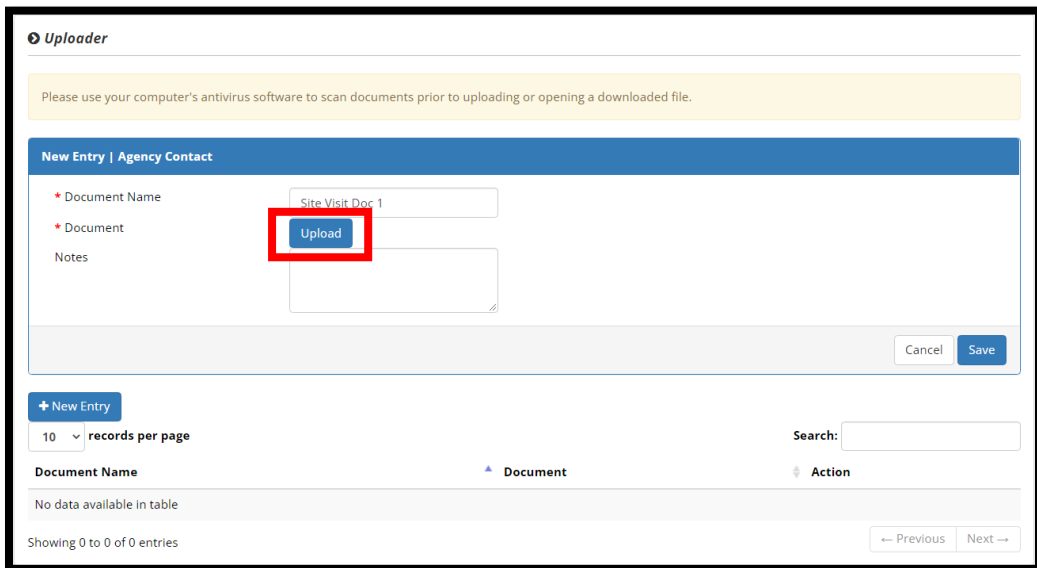 Uploader
Please use your computer's antivirus software to scan documents prior to uploading or opening a downloaded file.
New Entry | Agency Contact
* Document Name
Site Visit Doc 1
* Document
Upload
Notes
Cancel Save
+ New Entry
10 records per page
Search:
Document Name Document Action
No data available in table
Showing 0 to 0 of 0 entries
← Previous Next →